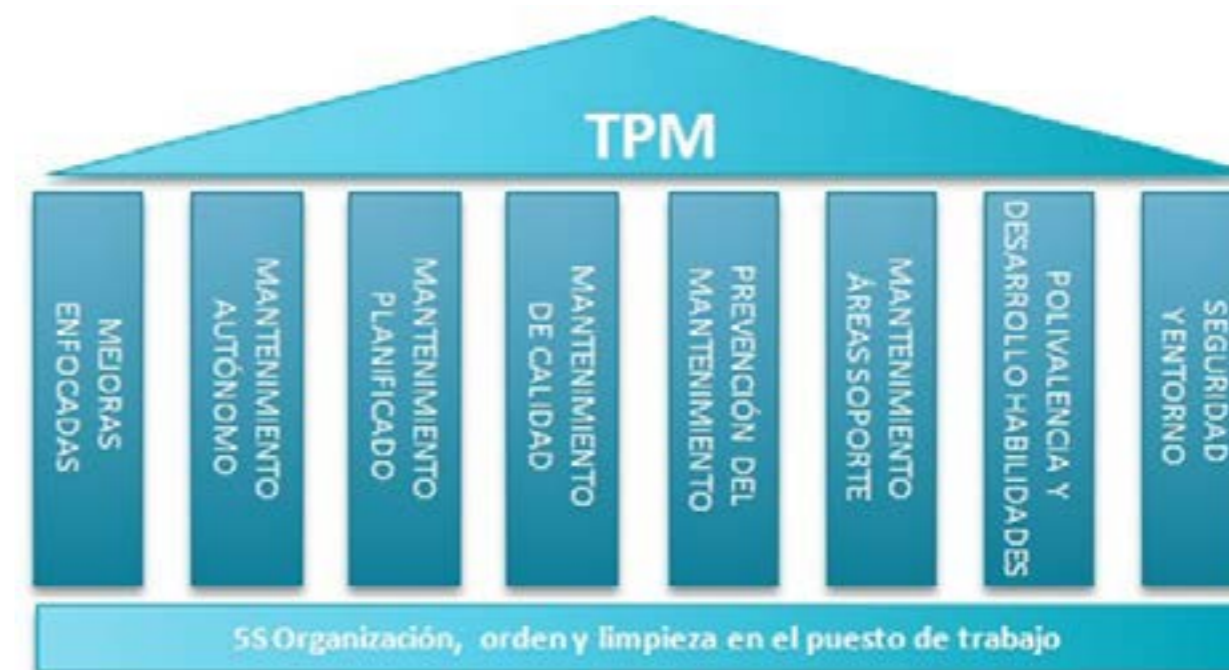 TPM
MEJORAS
ENFOCADAS
MANTENIMIENTO
AUTÓNOMO
MANTENIMIENTO
PLANIFICADO
MANTENIMIENTO
DE CALIDAD
PREVENCIÓN DEL
MANTENIMIENTO
MANTENIMIENTO
ÁREAS SOPORTE
POLIVALENCIA Y
DESARROLLO HABILIDADES
SEGURIDAD
Y ENTORNO
5S Organización, orden y limpieza en el puesto de trabajo